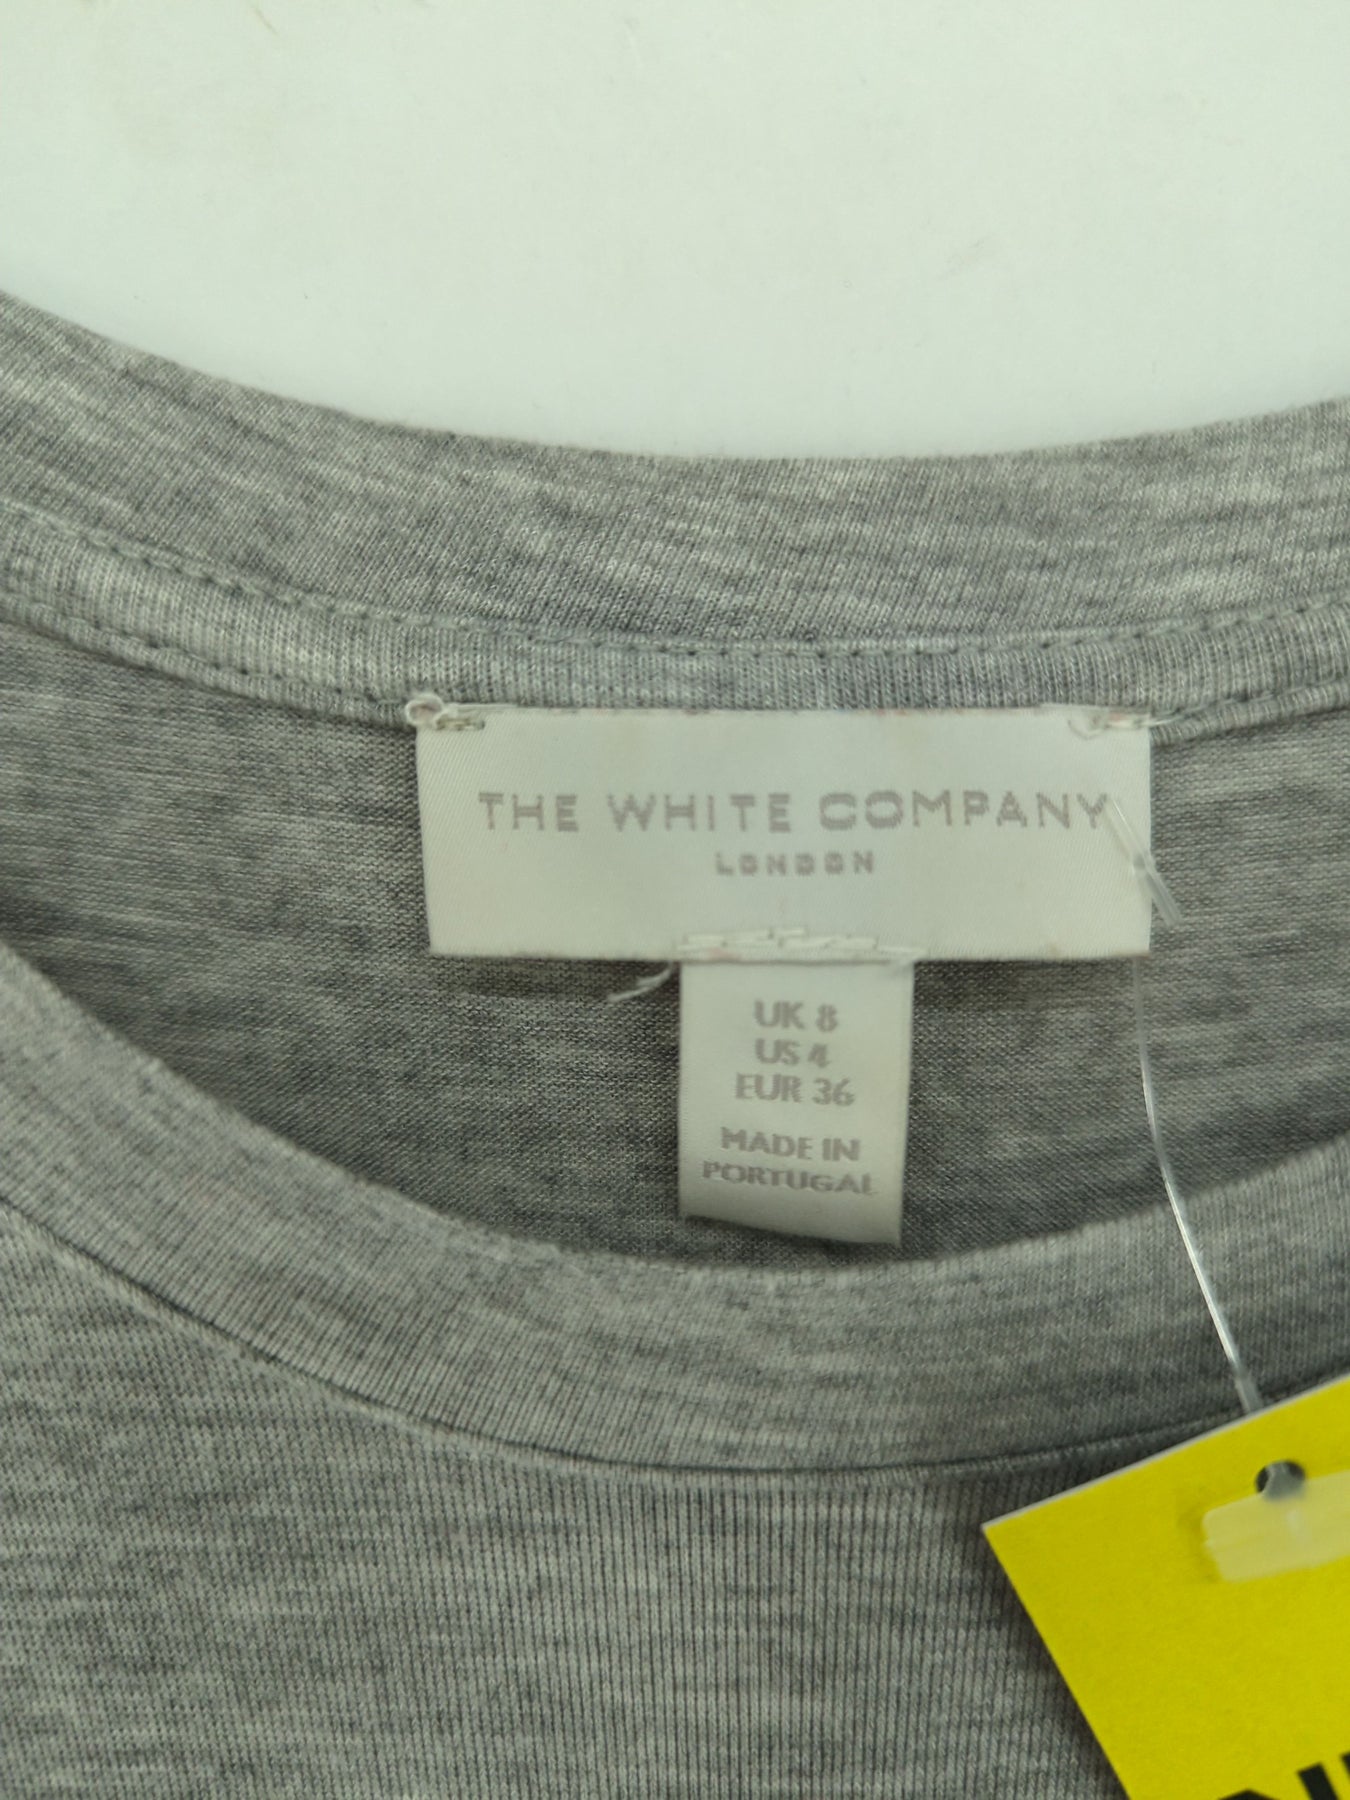 THE WHITE COMPANY
LONDON
UK 8
US 4
EUR 36
MADE IN
PORTUGAL